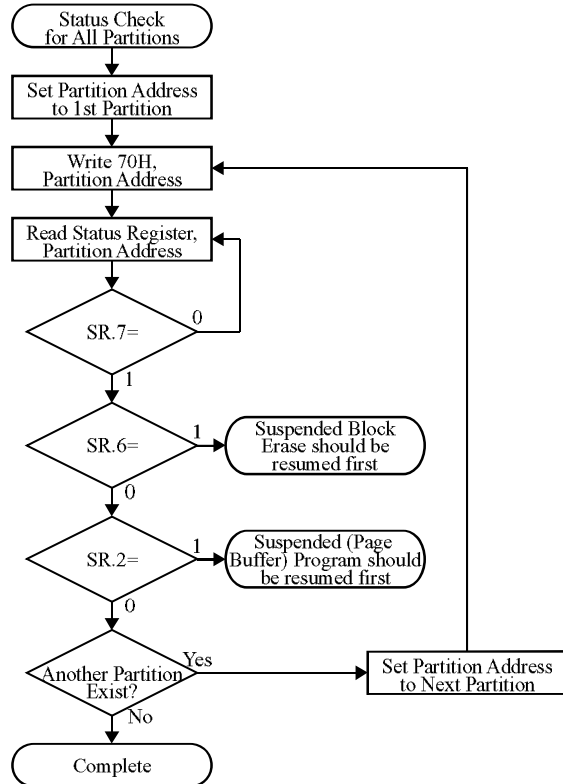 Status Check
for All Partitions
Set Partition Address
to 1st Partition
Write 70H,
Partition Address
Read Status Register,
Partition Address
SR.7=
0
1
SR.6=
1
Suspended Block
Erase should be
resumed first
0
SR.2=
1
Suspended (Page
Buffer) Program should
be resumed first
0
Another Partition
Exist?
Yes
Set Partition Address
to Next Partition
No
Complete